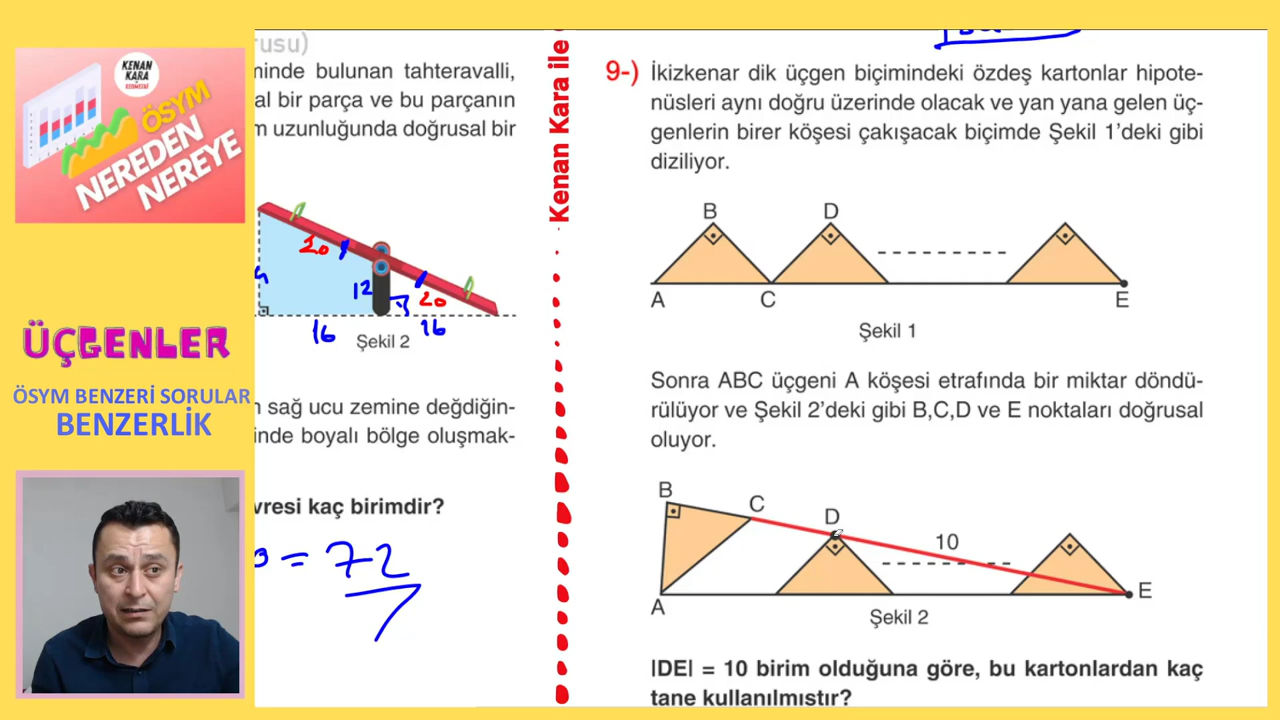 KENAN
KARA
ÖSYM
NEREDEN
NEREYE
ÜÇGENLER
ÖSYM BENZERİ SORULAR
BENZERLİK
rusu)
minde bulunan tahteravalli,
al bir parça ve bu parçanın
m uzunluğunda doğrusal bir
20
12
20
16
16
Şekil 2
n sağ ucu zemine değdiğin-
inde boyalı bölge oluşmak-
vresi kaç birimdir?
= 72
Kenan Kara ile
9-) İkizkenar dik üçgen biçimindeki özdeş kartonlar hipote-
nüsleri aynı doğru üzerinde olacak ve yan yana gelen üç-
genlerin birer köşesi çakışacak biçimde Şekil 1'deki gibi
diziliyor.
B D
A C E
Şekil 1
Sonra ABC üçgeni A köşesi etrafında bir miktar döndü-
rülüyor ve Şekil 2'deki gibi B,C,D ve E noktaları doğrusal
oluyor.
B C D
10
A E
Şekil 2
|DE| = 10 birim olduğuna göre, bu kartonlardan kaç
tane kullanılmıştır?